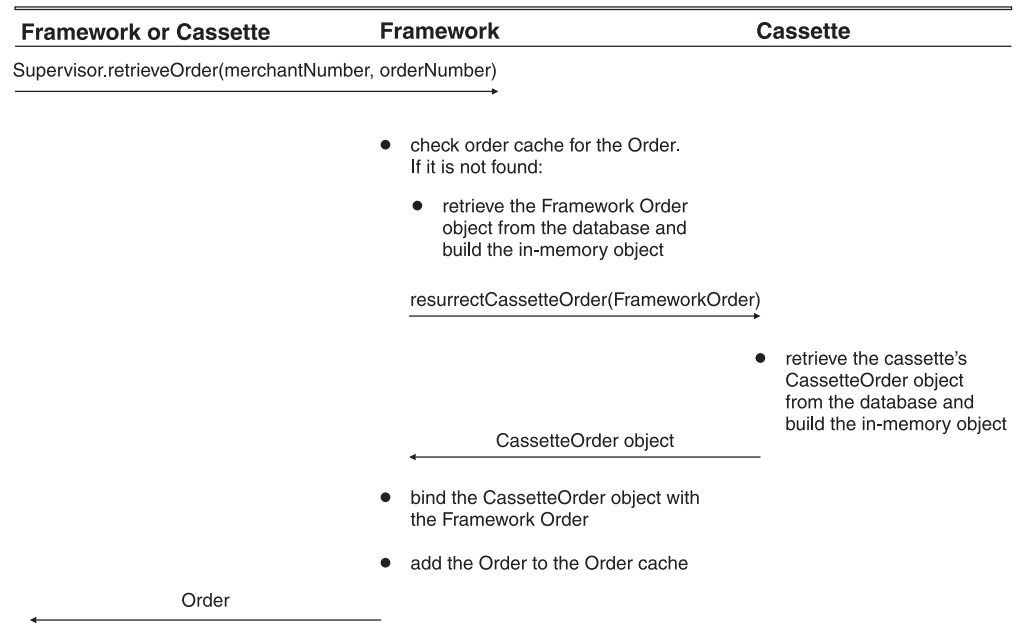 Framework or Cassette
Framework
Cassette
Supervisor.retrieveOrder(merchantNumber, orderNumber)
● check order cache for the Order.
If it is not found:
● retrieve the Framework Order
object from the database and
build the in-memory object
resurrectCassetteOrder(FrameworkOrder)
● retrieve the cassette's
CassetteOrder object
from the database and
build the in-memory object
CassetteOrder object
● bind the CassetteOrder object with
the Framework Order
● add the Order to the Order cache
Order